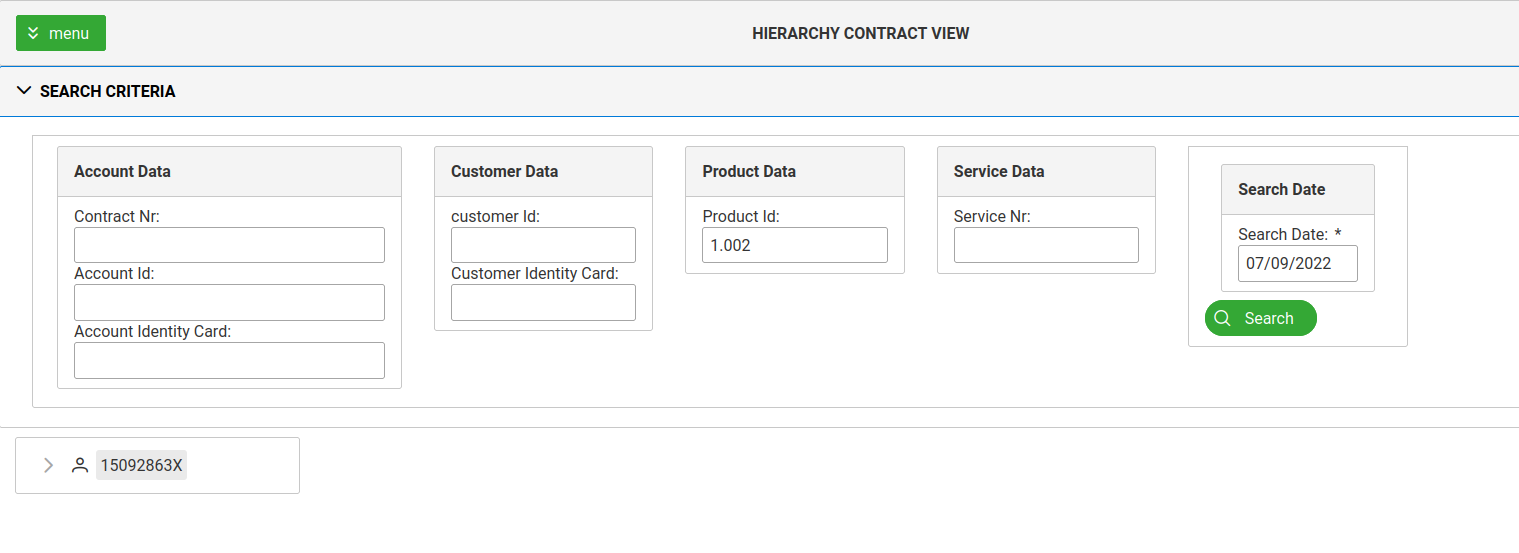 menu
HIERARCHY CONTRACT VIEW
SEARCH CRITERIA
Account Data
Contract Nr:
Account Id:
Account Identity Card:
Customer Data
customer Id:
Customer Identity Card:
Product Data
Product Id:
1.002
Service Data
Service Nr:
Search Date
Search Date: *
07/09/2022
Search
15092863X